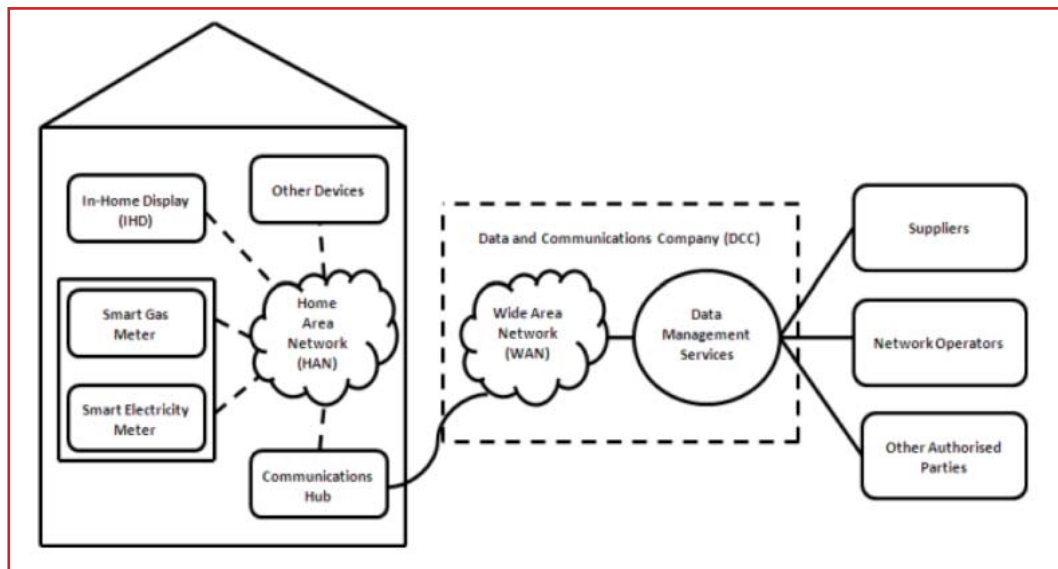 In-Home Display
(IHD)
Other Devices
Smart Gas
Meter
Smart Electricity
Meter
Home
Area
Network
(HAN)
Communications
Hub
Data and Communications Company (DCC)
Wide Area
Network
(WAN)
Data
Management
Services
Suppliers
Network Operators
Other Authorised
Parties